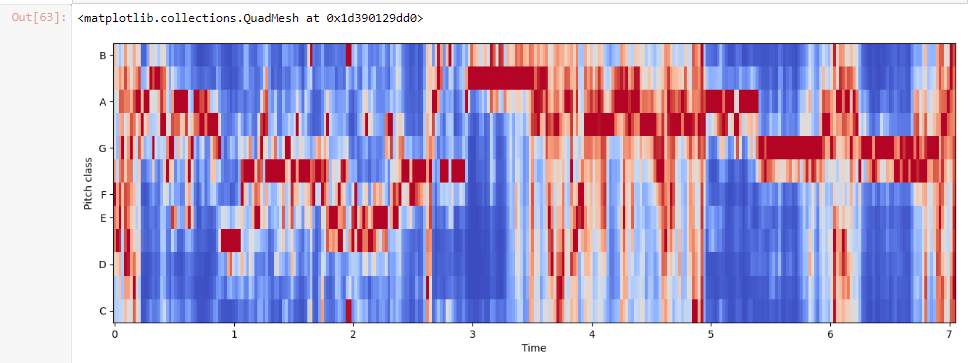 Out[63]:
<matplotlib.collections.QuadMesh at 0x1d390129dd0>
B
A
G
F
E
D
C
Pitch class
0 1 2 3 4 5 6 7
Time